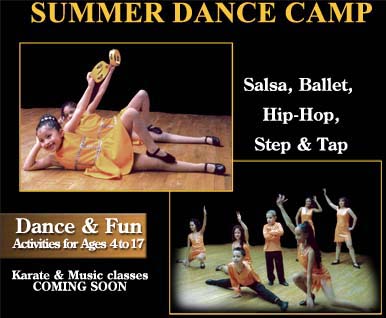 SUMMER DANCE CAMP
Salsa, Ballet,
Hip-Hop,
Step & Tap
Dance & Fun
Activities for Ages 4 to 17
Karate & Music classes
COMING SOON